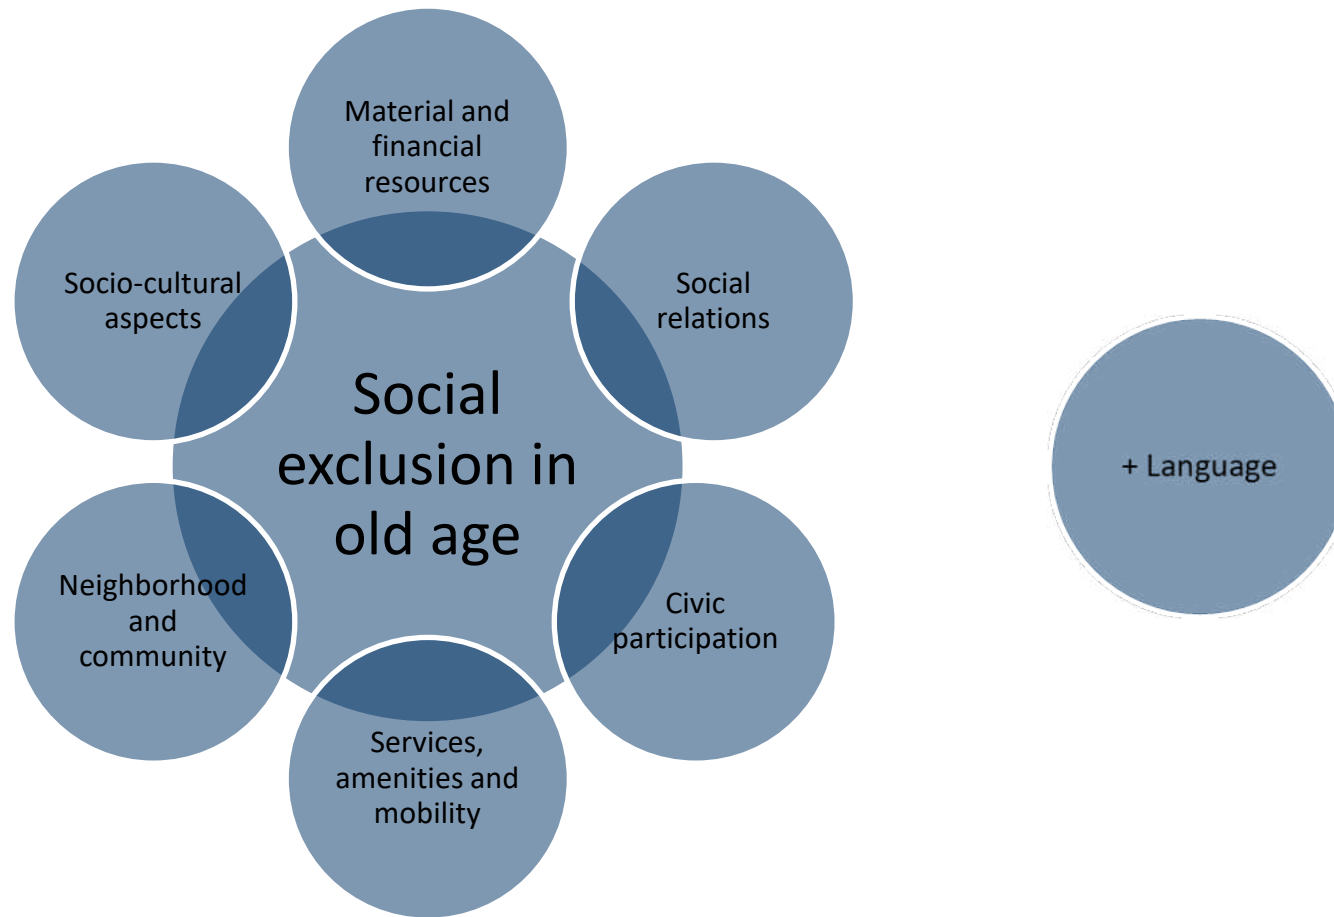 Material and
financial
resources
Social
relations
Civic
participation
Services,
amenities and
mobility
Neighborhood
and
community
Socio-cultural
aspects
Social
exclusion in
old age
+ Language